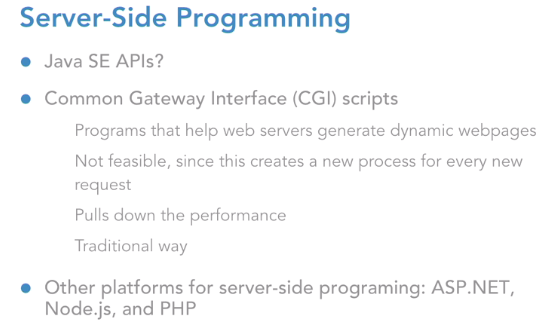 Server-Side Programming
Java SE APIs?
Common Gateway Interface (CGI) scripts
Programs that help web servers generate dynamic webpages
Not feasible, since this creates a new process for every new
request
Pulls down the performance
Traditional way
Other platforms for server-side programing: ASP.NET,
Node.js, and PHP